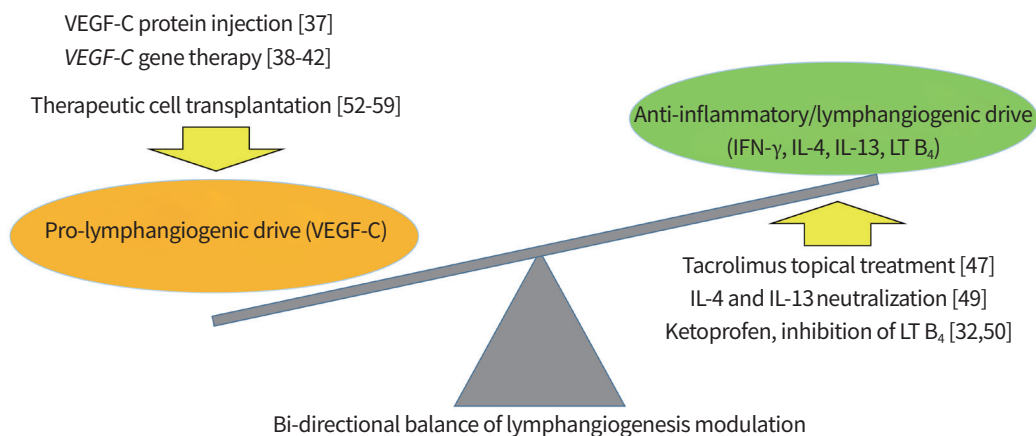 VEGF-C protein injection [37]
VEGF-C gene therapy [38-42]
Therapeutic cell transplantation [52-59]
Pro-lymphangiogenic drive (VEGF-C)
Anti-inflammatory/lymphangiogenic drive
(IFN-γ, IL-4, IL-13, LT B₄)
Tacrolimus topical treatment [47]
IL-4 and IL-13 neutralization [49]
Ketoprofen, inhibition of LT B₄ [32,50]
Bi-directional balance of lymphangiogenesis modulation